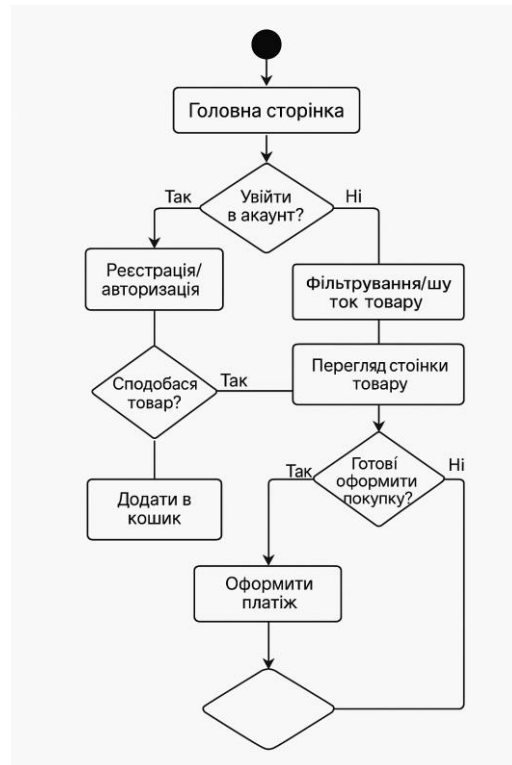 Головна сторінка
Увійти
в акаунт?
Так
Ні
Реєстрація/
авторизація
Фільтрування/шу
ток товару
Сподобася
товар?
Так
Перегляд стоінки
товару
Додати в
кошик
Готові
оформити
покупку?
Так
Ні
Оформити
платіж